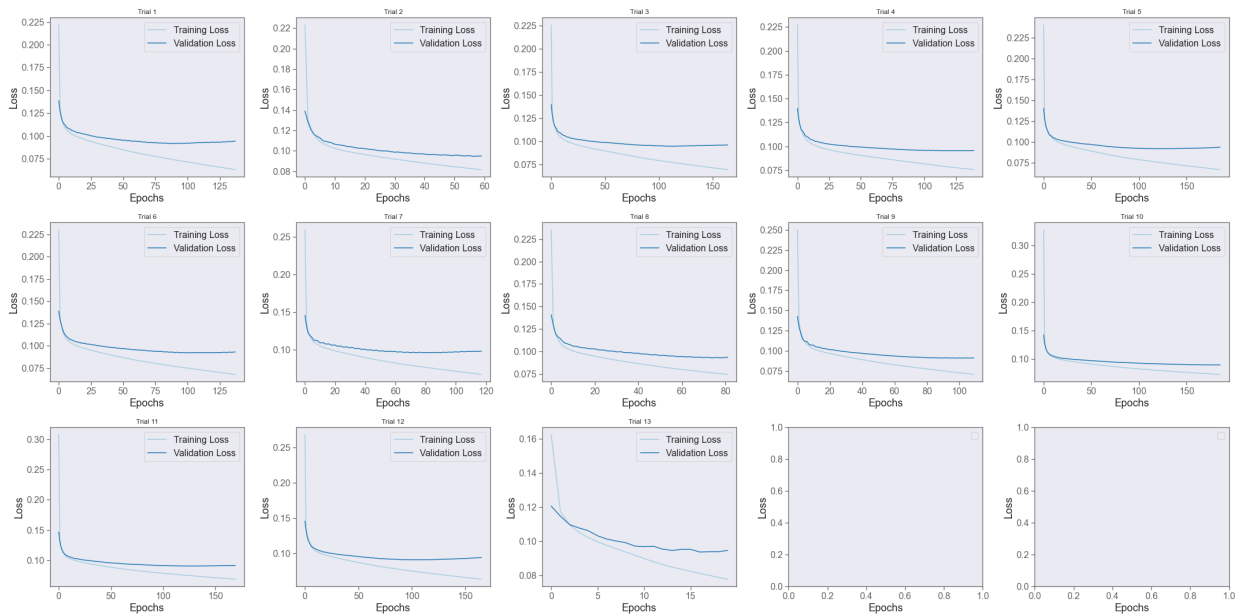 Trial 1
0.225
0.200
0.175
0.150
0.125
0.100
0.075
Loss
Training Loss
Validation Loss
0 25 50 75 100 125
Epochs
Trial 2
0.22
0.20
0.18
0.16
0.14
0.12
0.10
0.08
Loss
Training Loss
Validation Loss
0 10 20 30 40 50 60
Epochs
Trial 3
0.225
0.200
0.175
0.150
0.125
0.100
0.075
Loss
Training Loss
Validation Loss
0 50 100 150
Epochs
Trial 4
0.225
0.200
0.175
0.150
0.125
0.100
0.075
Loss
Training Loss
Validation Loss
0 25 50 75 100 125
Epochs
Trial 5
0.225
0.200
0.175
0.150
0.125
0.100
0.075
Loss
Training Loss
Validation Loss
0 50 100 150
Epochs
Trial 6
0.225
0.200
0.175
0.150
0.125
0.100
0.075
Loss
Training Loss
Validation Loss
0 25 50 75 100 125
Epochs
Trial 7
0.25
0.20
0.15
0.10
Loss
Training Loss
Validation Loss
0 20 40 60 80 100 120
Epochs
Trial 8
0.225
0.200
0.175
0.150
0.125
0.100
0.075
Loss
Training Loss
Validation Loss
0 20 40 60 80
Epochs
Trial 9
0.250
0.225
0.200
0.175
0.150
0.125
0.100
0.075
Loss
Training Loss
Validation Loss
0 20 40 60 80 100
Epochs
Trial 10
0.30
0.25
0.20
0.15
0.10
Loss
Training Loss
Validation Loss
0 50 100 150
Epochs
Trial 11
0.30
0.25
0.20
0.15
0.10
Loss
Training Loss
Validation Loss
0 50 100 150
Epochs
Trial 12
0.25
0.20
0.15
0.10
Loss
Training Loss
Validation Loss
0 50 100 150
Epochs
Trial 13
0.16
0.14
0.12
0.10
0.08
Loss
Training Loss
Validation Loss
0 5 10 15
Epochs
1.0
0.8
0.6
0.4
0.2
0.0
Loss
0.0 0.2 0.4 0.6 0.8 1.0
Epochs
1.0
0.8
0.6
0.4
0.2
0.0
Loss
0.0 0.2 0.4 0.6 0.8 1.0
Epochs